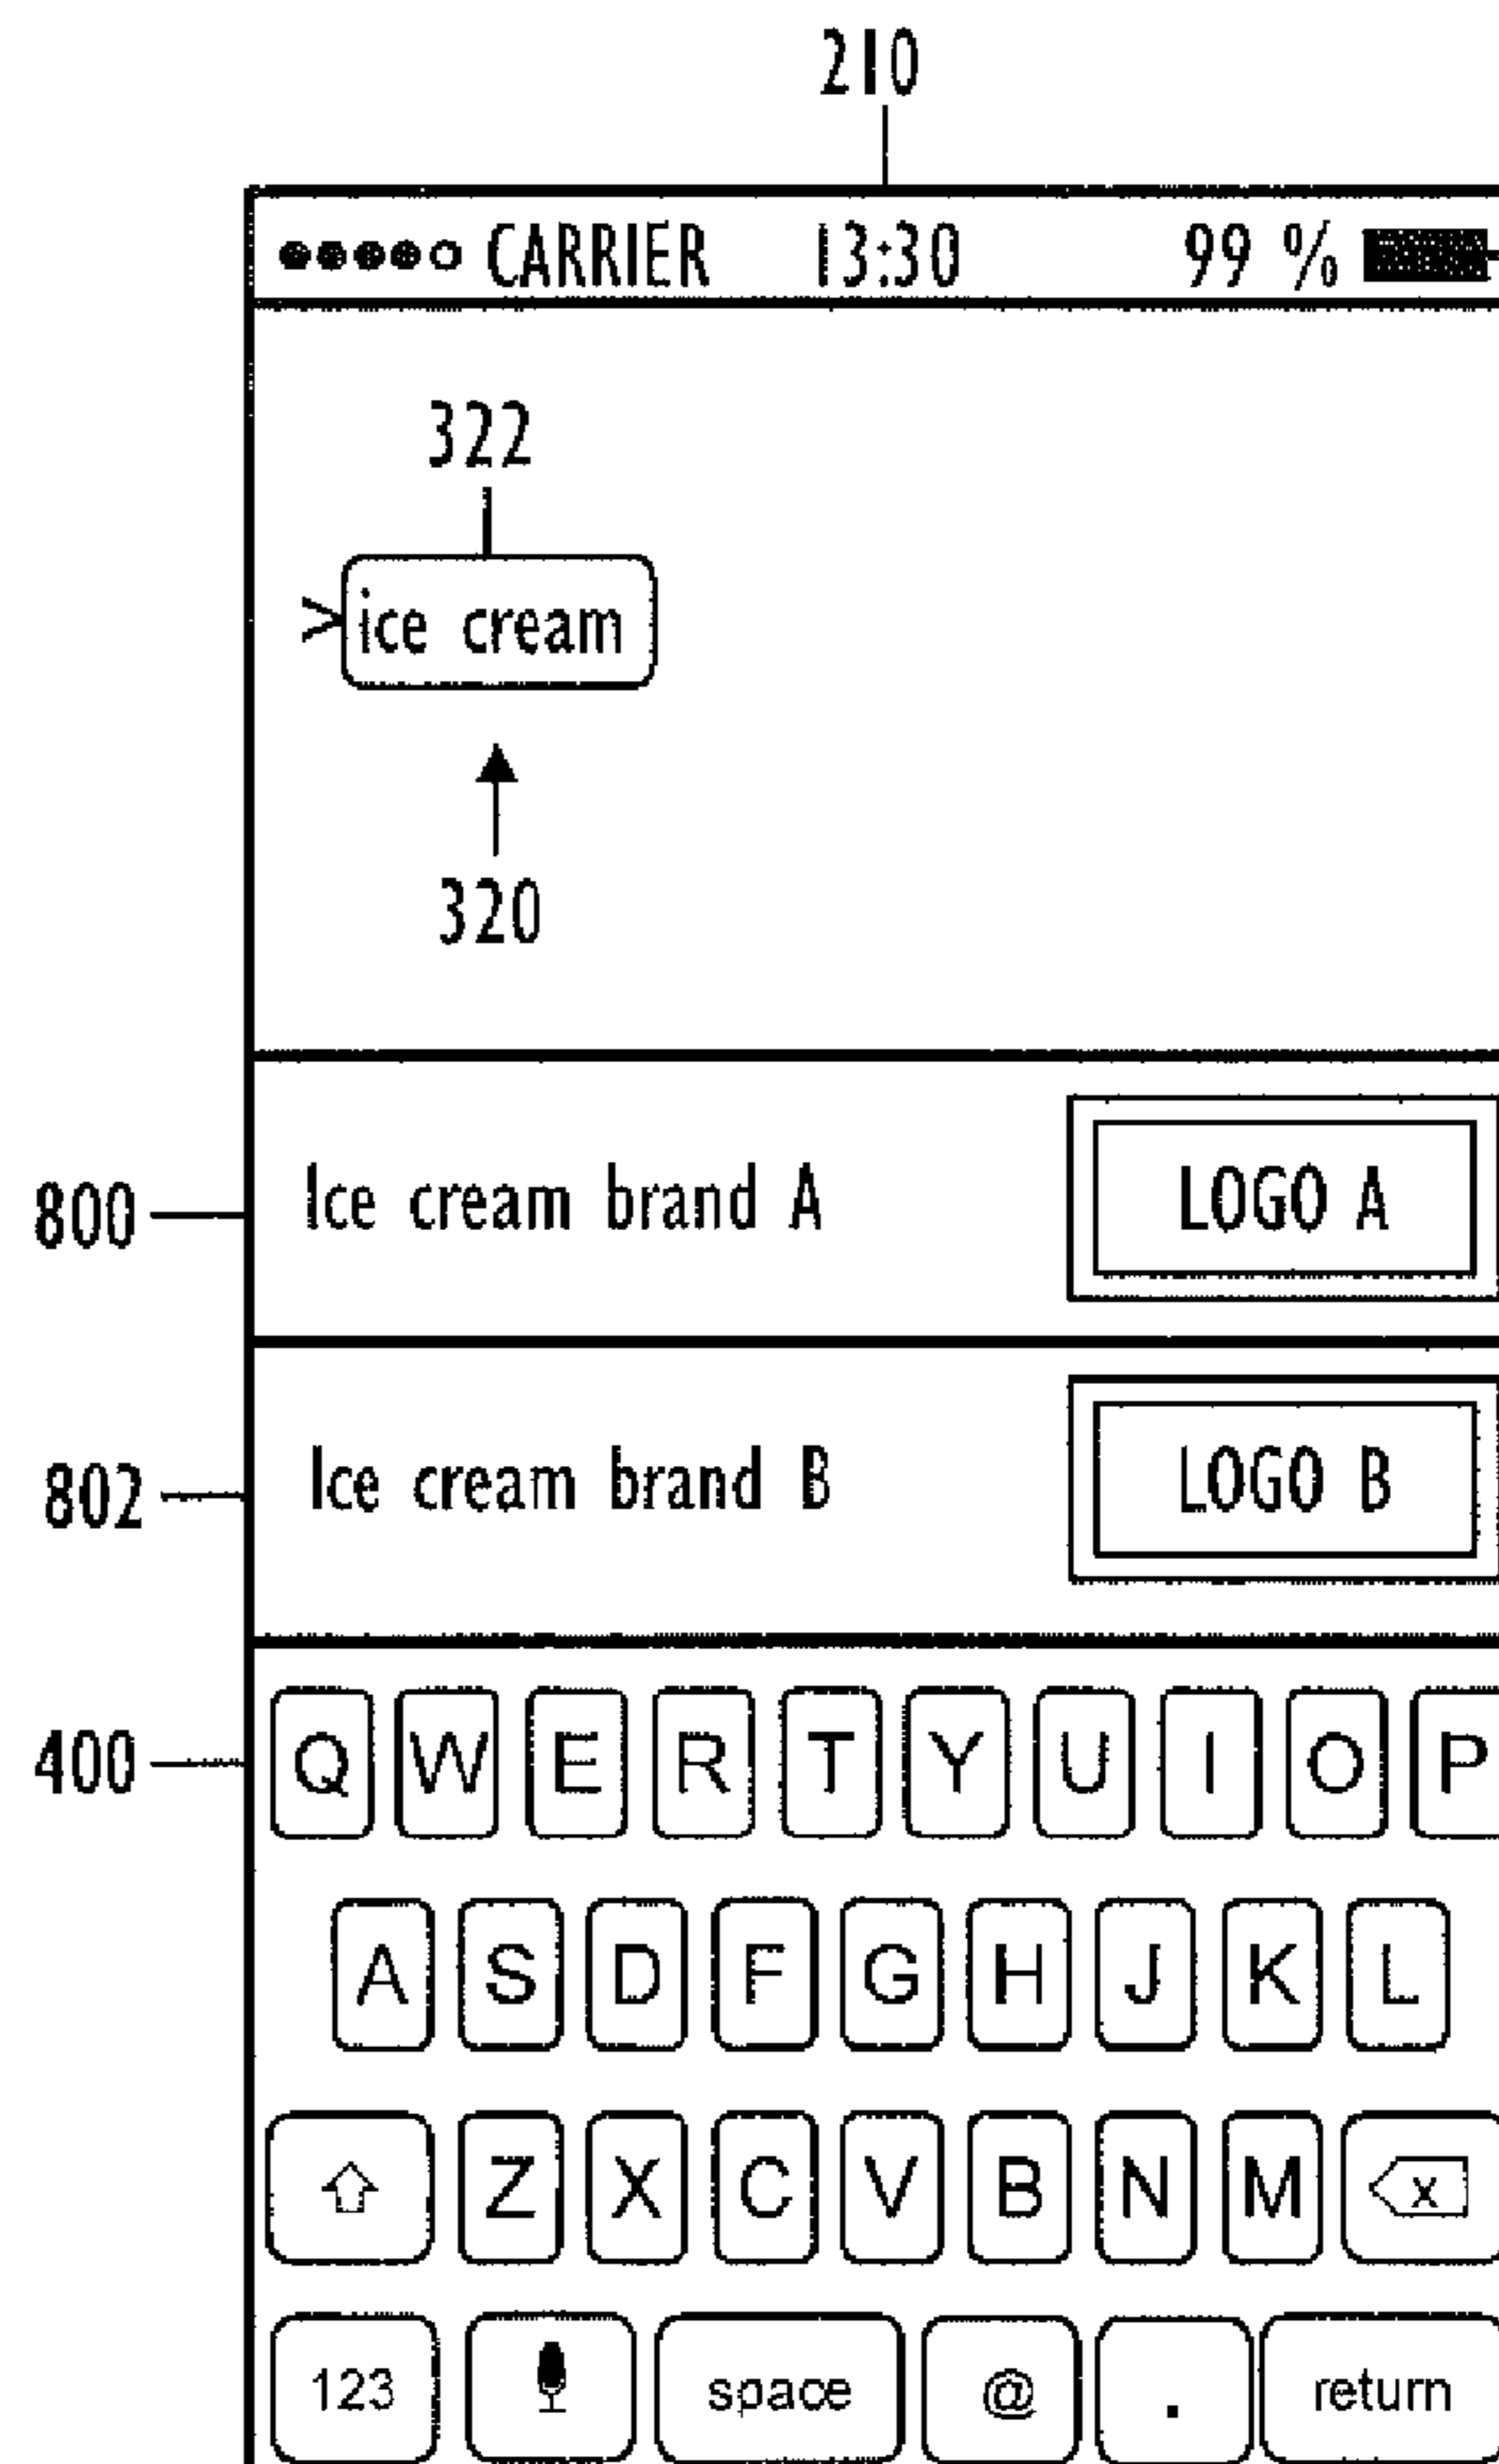 210
CARRIER 13:30 99 %
322
>ice cream
320
800 Ice cream brand A LOGO A
802 Ice cream brand B LOGO B
400 Q W E R T Y U I O P
A S D F G H J K L
Z X C V B N M x
123 space @ . return